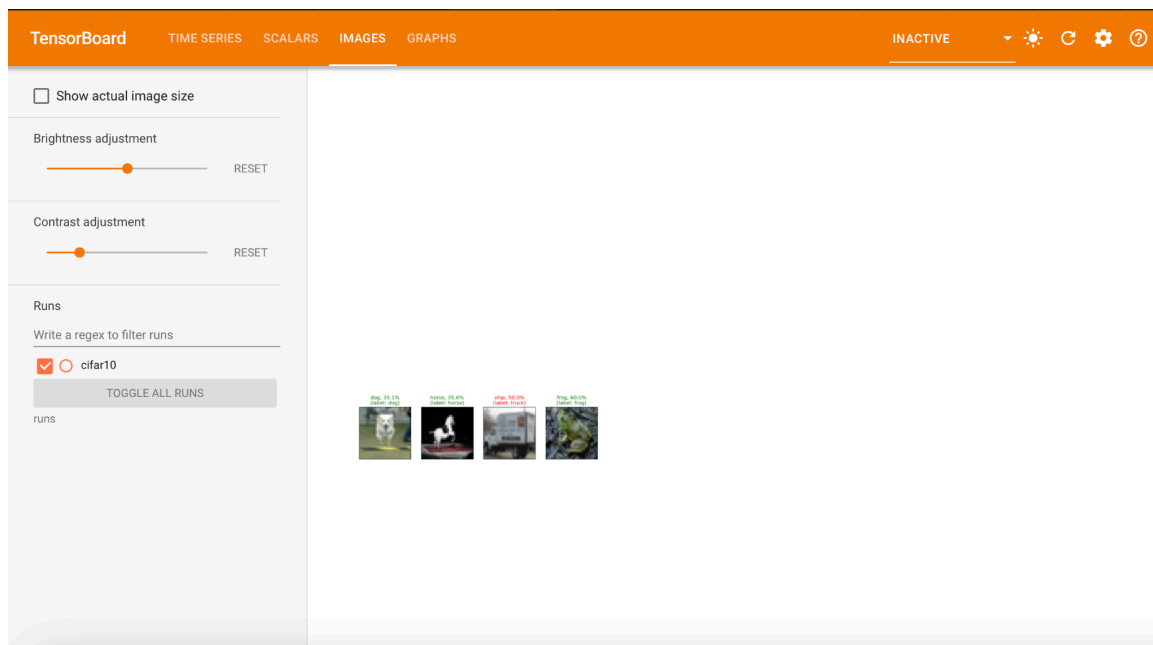 TensorBoard TIME SERIES SCALARS IMAGES GRAPHS INACTIVE
Show actual image size
Brightness adjustment
RESET
Contrast adjustment
RESET
Runs
Write a regex to filter runs
cifar10
TOGGLE ALL RUNS
runs
dog, 35.1%
(label: dog)
horse, 35.6%
(label: horse)
ship, 50.0%
(label: truck)
frog, 60.0%
(label: frog)